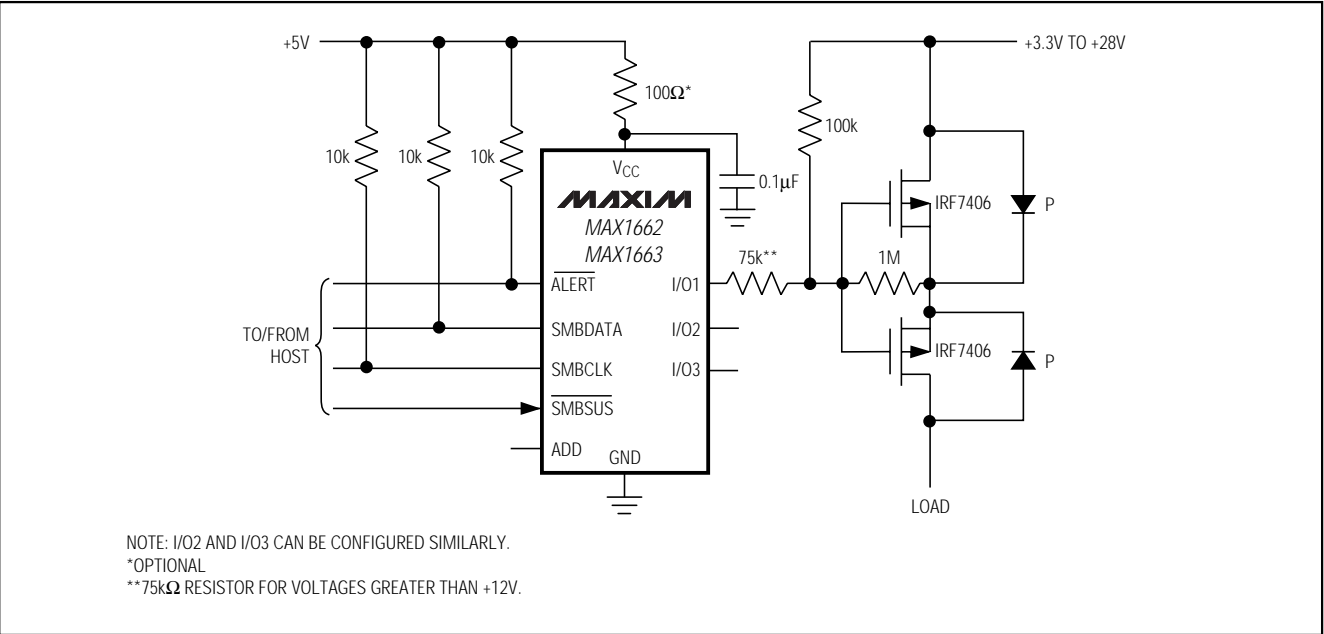 +5V
+3.3V TO +28V
100Ω*
100k
10k
10k
10k
VCC
0.1µF
MAXIM
MAX1662
MAX1663
IRF7406
P
75k**
1M
ALERT
I/O1
SMBDATA
I/O2
TO/FROM
HOST
SMBCLK
I/O3
IRF7406
P
SMBSUS
ADD
GND
LOAD
NOTE: I/O2 AND I/O3 CAN BE CONFIGURED SIMILARLY.
*OPTIONAL
**75kΩ RESISTOR FOR VOLTAGES GREATER THAN +12V.